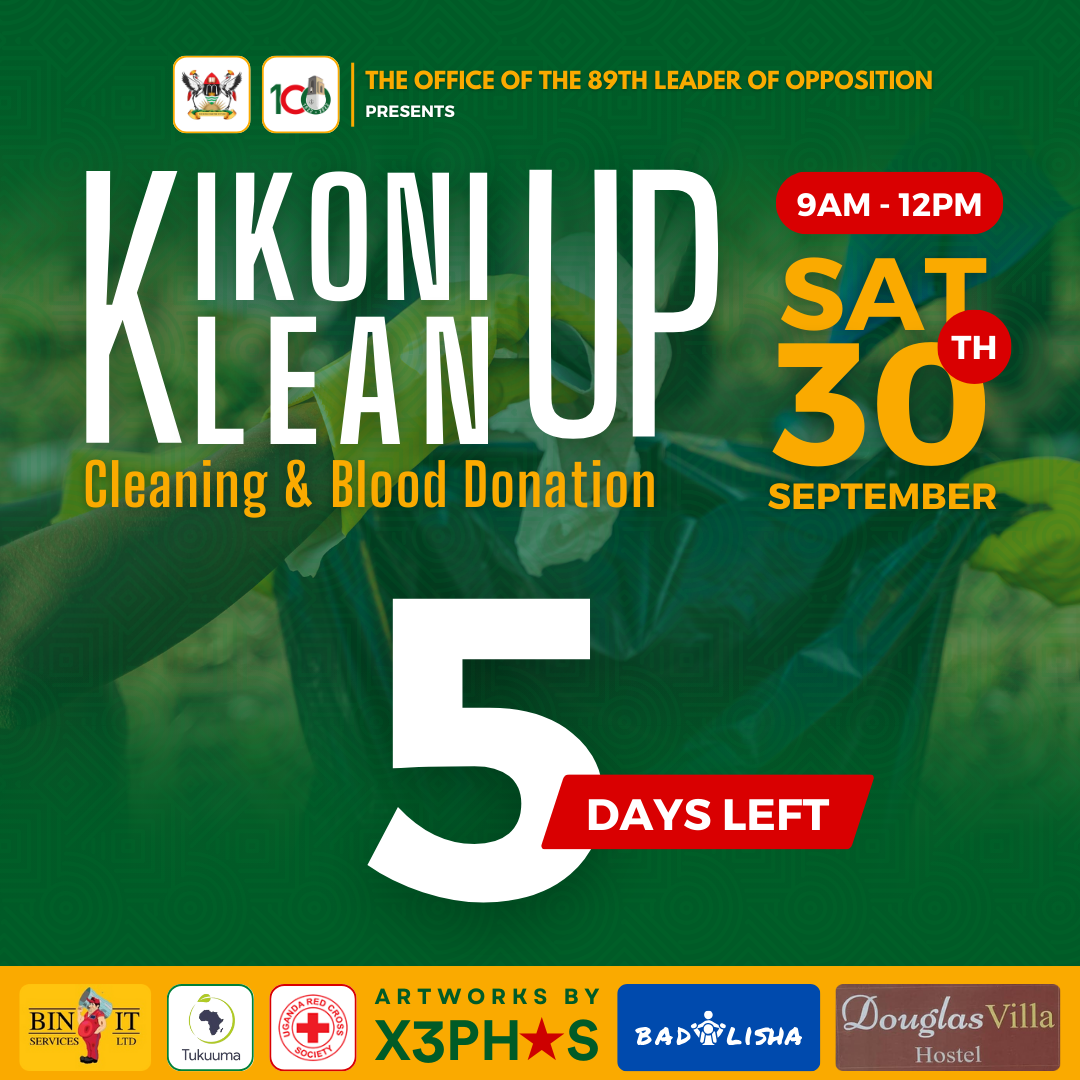 100
THE OFFICE OF THE 89TH LEADER OF OPPOSITION
PRESENTS
KIKONI
KLEAN UP
Cleaning & Blood Donation
9AM - 12PM
SAT
30TH
SEPTEMBER
5
DAYS LEFT
BIN IT
SERVICES LTD
Tukuuma
UGANDA RED CROSS
SOCIETY
ARTWORKS BY
X3PH★S
BADILISHA
Douglas Villa
Hostel